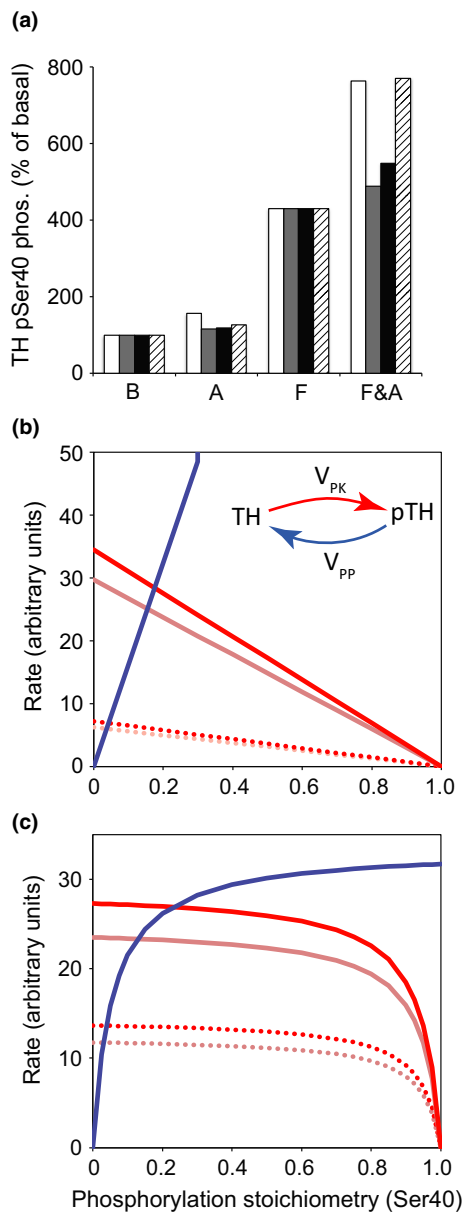 (a)
TH pSer40 phos. (% of basal)
800
600
400
200
0
B A F F&A
(b)
Rate (arbitrary units)
50
40
30
20
10
0
V_PK
TH pTH
V_PP
0 0.2 0.4 0.6 0.8 1.0
(c)
Rate (arbitrary units)
30
20
10
0
0 0.2 0.4 0.6 0.8 1.0
Phosphorylation stoichiometry (Ser40)